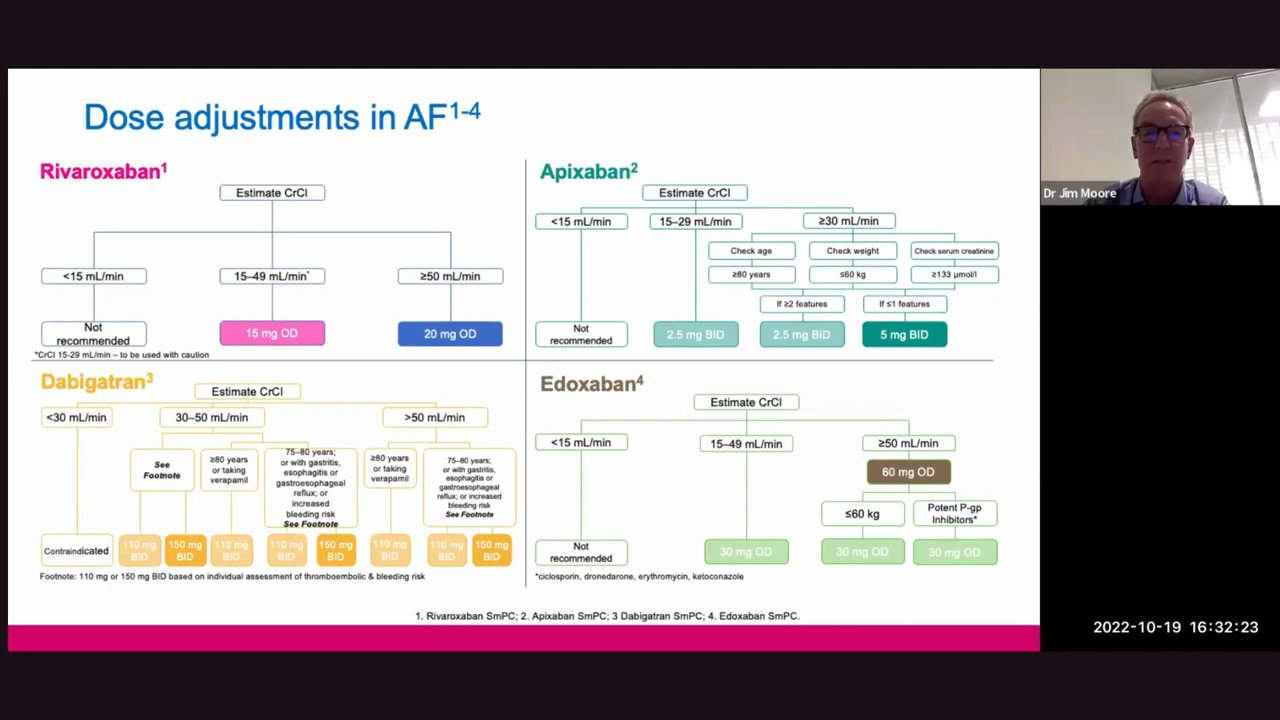 Dose adjustments in AF1-4
Rivaroxaban1
Estimate CrCl
<15 mL/min
15–49 mL/min*
≥50 mL/min
Not
recommended
15 mg OD
20 mg OD
*CrCl 15-29 mL/min – to be used with caution
Apixaban2
Estimate CrCl
<15 mL/min
15–29 mL/min
≥30 mL/min
Check age
Check weight
Check serum creatinine
≥80 years
≤60 kg
≥133 µmol/l
If ≥2 features
If ≤1 features
Not
recommended
2.5 mg BID
2.5 mg BID
5 mg BID
Dabigatran3
Estimate CrCl
<30 mL/min
30–50 mL/min
>50 mL/min
See
Footnote
≥80 years
or taking
verapamil
75–80 years;
or with gastritis,
esophagitis or
gastroesophageal
reflux; or
increased
bleeding risk
See Footnote
≥80 years
or taking
verapamil
75–80 years;
or with gastritis,
esophagitis or
gastroesophageal
reflux; or increased
bleeding risk
See Footnote
Contraindicated
110 mg
BID
150 mg
BID
110 mg
BID
110 mg
BID
150 mg
BID
110 mg
BID
110 mg
BID
150 mg
BID
Footnote: 110 mg or 150 mg BID based on individual assessment of thromboembolic & bleeding risk
Edoxaban4
Estimate CrCl
<15 mL/min
15–49 mL/min
≥50 mL/min
60 mg OD
≤60 kg
Potent P-gp
Inhibitors*
Not
recommended
30 mg OD
30 mg OD
30 mg OD
*ciclosporin, dronedarone, erythromycin, ketoconazole
1. Rivaroxaban SmPC; 2. Apixaban SmPC; 3 Dabigatran SmPC; 4. Edoxaban SmPC.
Dr Jim Moore
2022-10-19 16:32:23